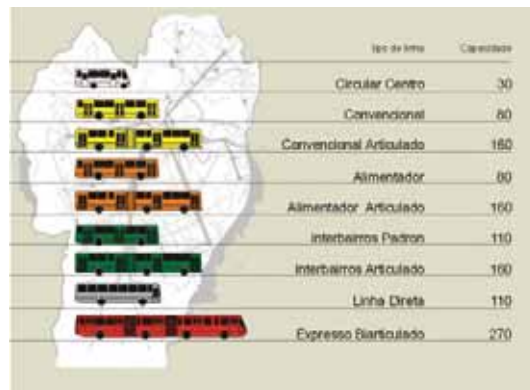 tipo de linha Capacidade
Circular Centro 30
Convencional 80
Convencional Articulado 160
Alimentador 80
Alimentador Articulado 160
Interbairros Padron 110
Interbairros Articulado 160
Linha Direta 110
Expresso Biarticulado 270